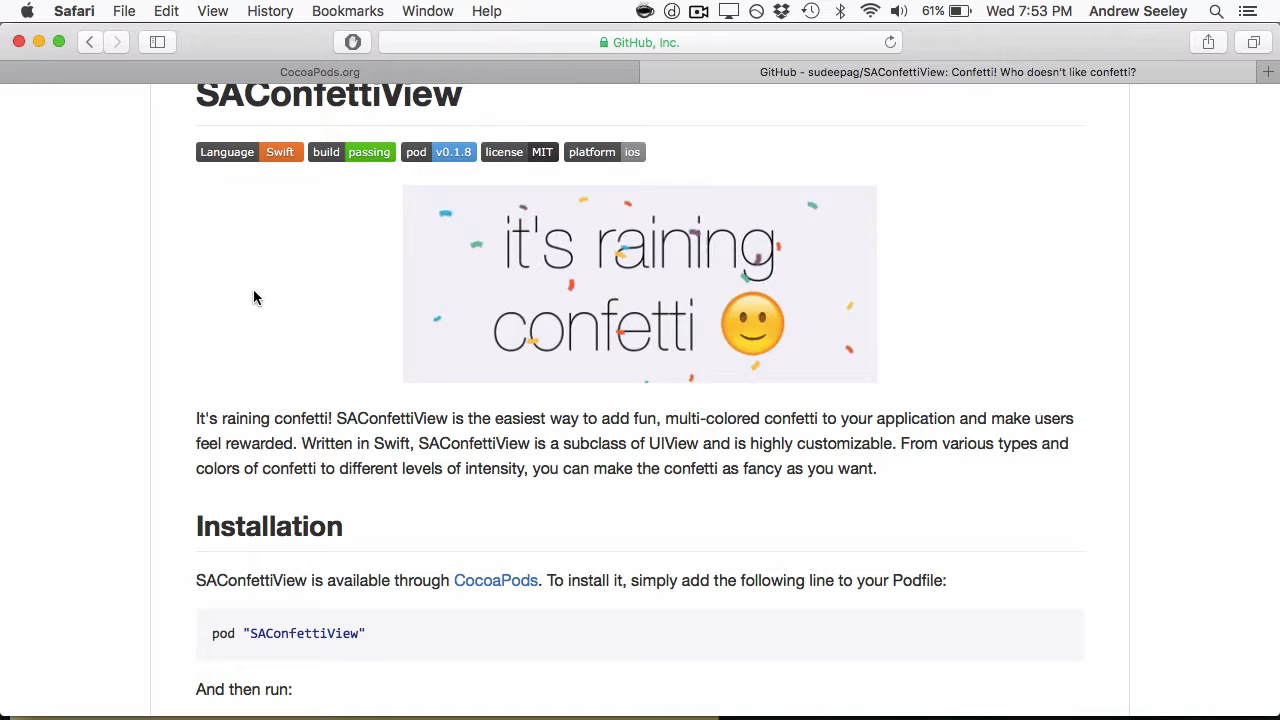 Safari File Edit View History Bookmarks Window Help 61% Wed 7:53 PM Andrew Seeley
GitHub, Inc.
CocoaPods.org GitHub - sudeepag/SAConfettiView: Confetti! Who doesn't like confetti?
SAConfettiView
Language Swift build passing pod v0.1.8 license MIT platform ios
it's raining
confetti
It's raining confetti! SAConfettiView is the easiest way to add fun, multi-colored confetti to your application and make users
feel rewarded. Written in Swift, SAConfettiView is a subclass of UIView and is highly customizable. From various types and
colors of confetti to different levels of intensity, you can make the confetti as fancy as you want.
Installation
SAConfettiView is available through CocoaPods. To install it, simply add the following line to your Podfile:
pod "SAConfettiView"
And then run: